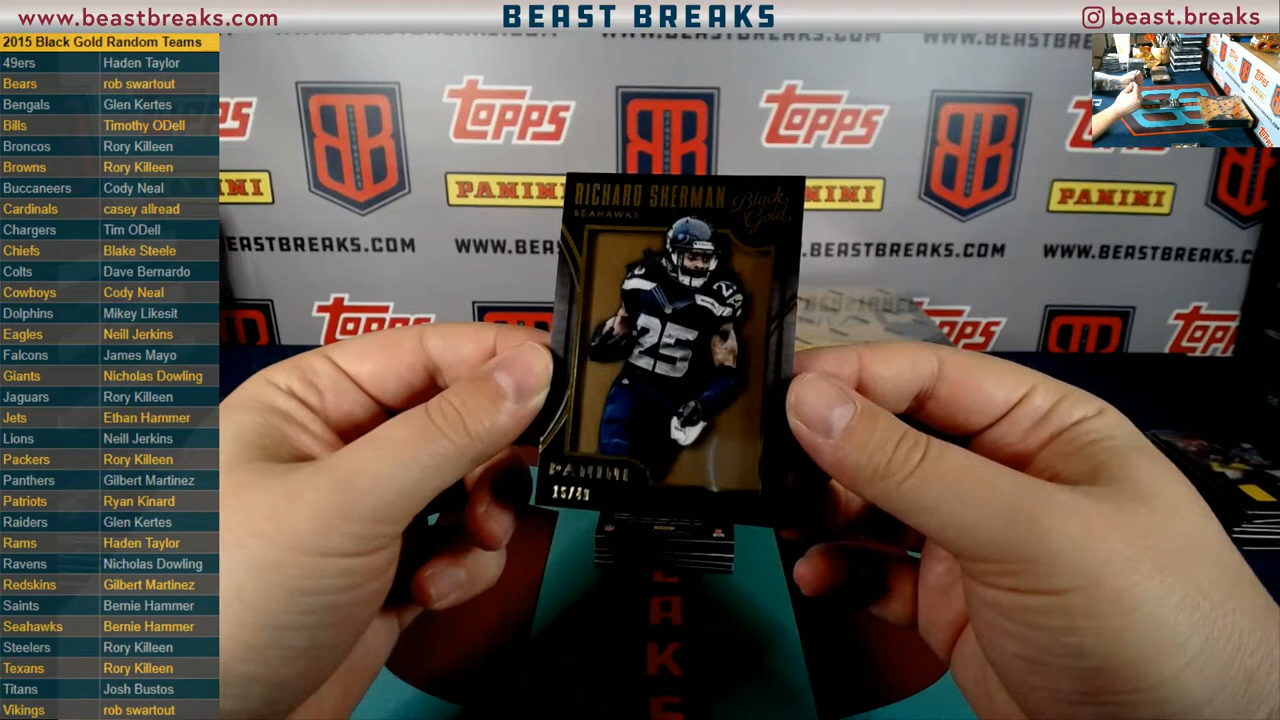 www.beastbreaks.com
BEAST BREAKS
beast.breaks
2015 Black Gold Random Teams
49ers Haden Taylor
Bears rob swartout
Bengals Glen Kertes
Bills Timothy ODell
Broncos Rory Killeen
Browns Rory Killeen
Buccaneers Cody Neal
Cardinals casey allread
Chargers Tim ODell
Chiefs Blake Steele
Colts Dave Bernardo
Cowboys Cody Neal
Dolphins Mikey Likesit
Eagles Neill Jerkins
Falcons James Mayo
Giants Nicholas Dowling
Jaguars Rory Killeen
Jets Ethan Hammer
Lions Neill Jerkins
Packers Rory Killeen
Panthers Gilbert Martinez
Patriots Ryan Kinard
Raiders Glen Kertes
Rams Haden Taylor
Ravens Nicholas Dowling
Redskins Gilbert Martinez
Saints Bernie Hammer
Seahawks Bernie Hammer
Steelers Rory Killeen
Texans Rory Killeen
Titans Josh Bustos
Vikings rob swartout
TOPPS
TOPPS
PANINI
PANINI
WWW.BEASTBREAKS.COM
TOPPS
RICHARD SHERMAN
SEAHAWKS
Black Gold
25
PANINI